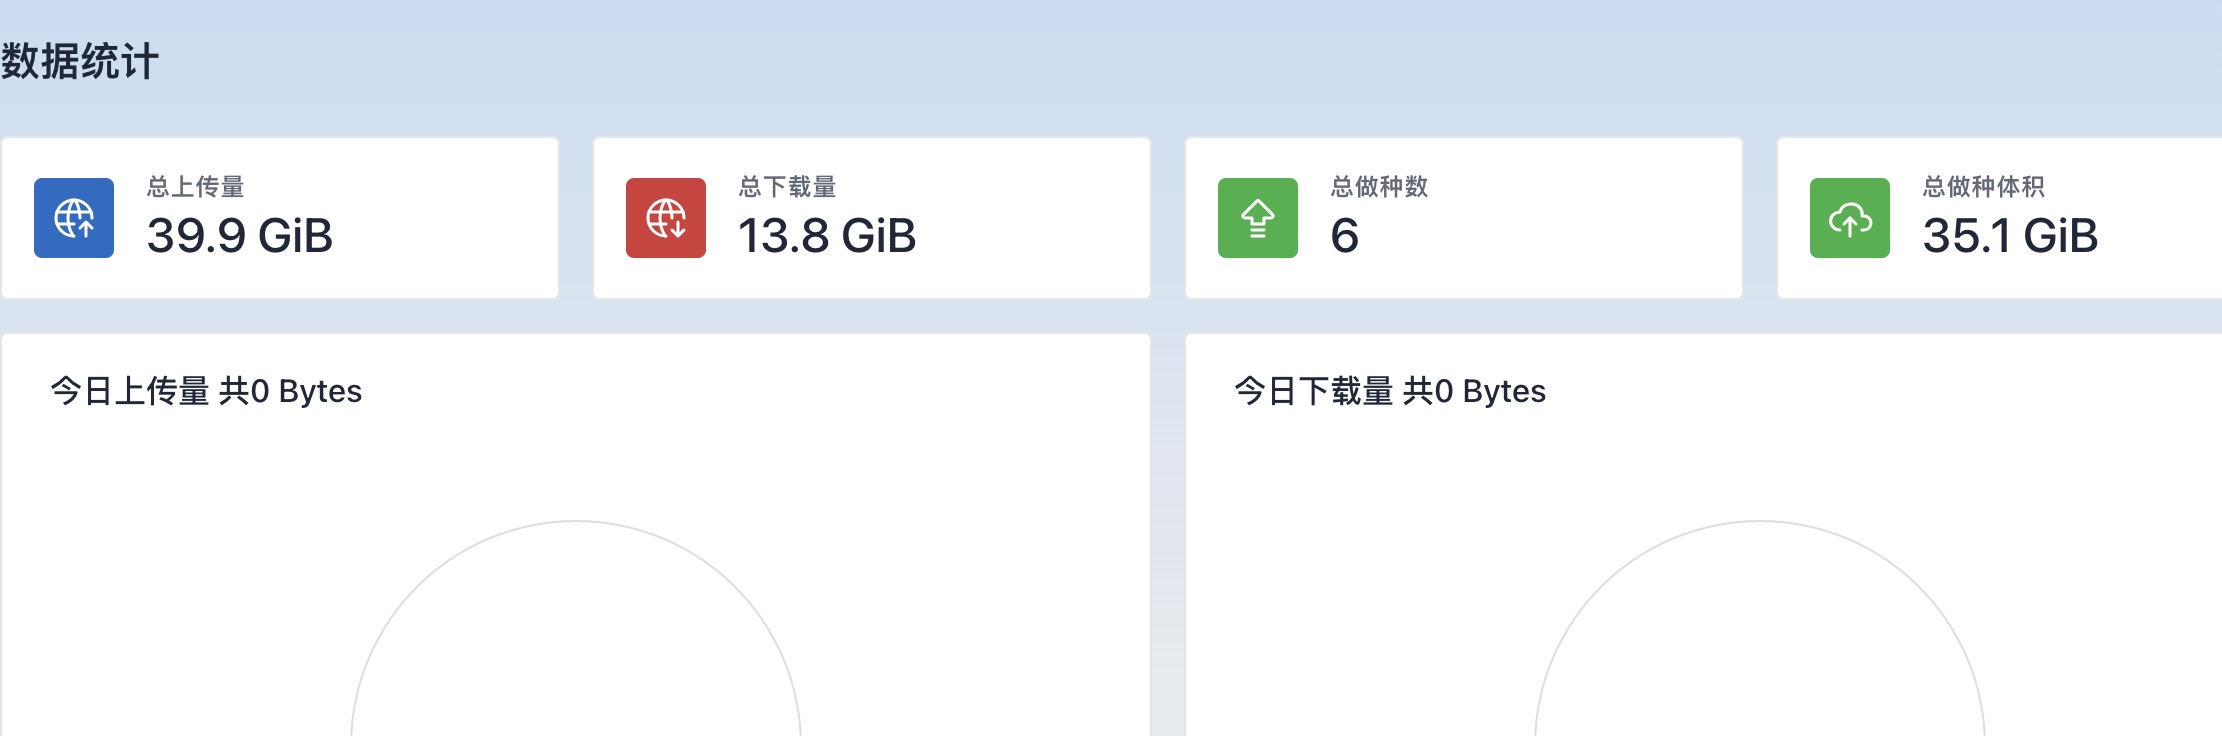 数据统计
总上传量
39.9 GiB
总下载量
13.8 GiB
总做种数
6
总做种体积
35.1 GiB
今日上传量 共0 Bytes
今日下载量 共0 Bytes